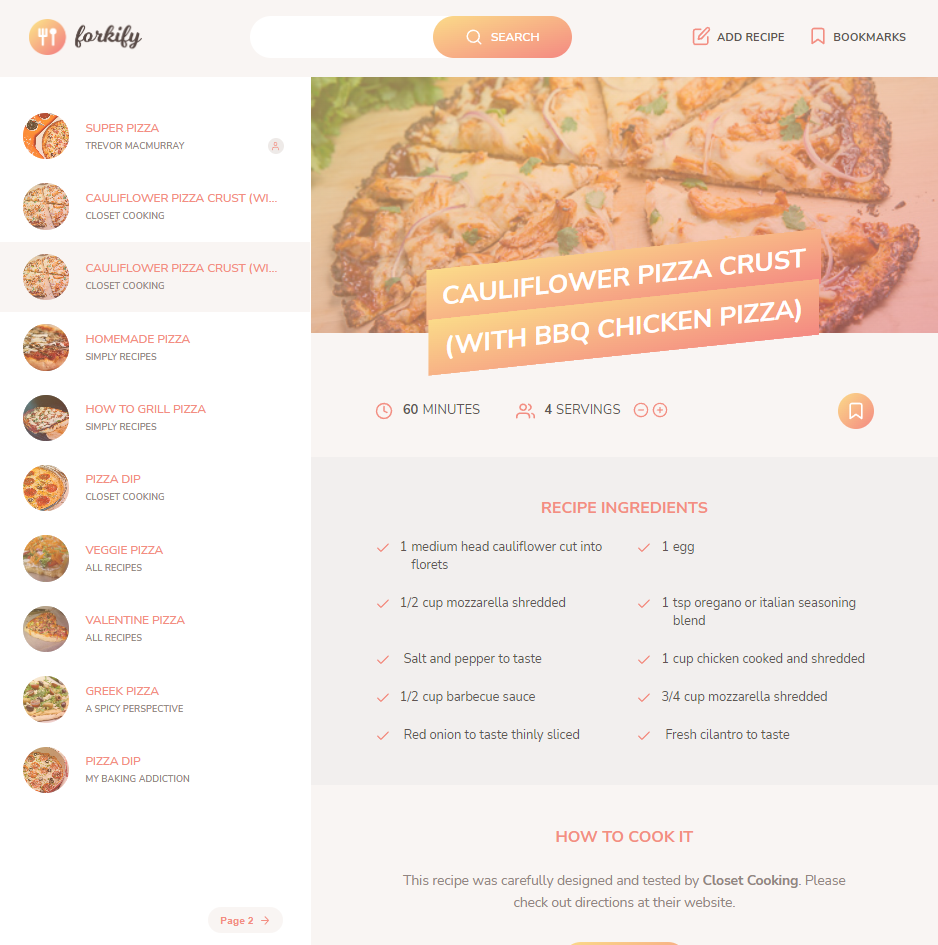 forkify
SEARCH
ADD RECIPE
BOOKMARKS
SUPER PIZZA
TREVOR MACMURRAY
CAULIFLOWER PIZZA CRUST (WI...
CLOSET COOKING
CAULIFLOWER PIZZA CRUST (WI...
CLOSET COOKING
HOMEMADE PIZZA
SIMPLY RECIPES
HOW TO GRILL PIZZA
SIMPLY RECIPES
PIZZA DIP
CLOSET COOKING
VEGGIE PIZZA
ALL RECIPES
VALENTINE PIZZA
ALL RECIPES
GREEK PIZZA
A SPICY PERSPECTIVE
PIZZA DIP
MY BAKING ADDICTION
Page 2
CAULIFLOWER PIZZA CRUST
(WITH BBQ CHICKEN PIZZA)
60 MINUTES
4 SERVINGS
RECIPE INGREDIENTS
1 medium head cauliflower cut into
florets
1 egg
1/2 cup mozzarella shredded
1 tsp oregano or italian seasoning
blend
Salt and pepper to taste
1 cup chicken cooked and shredded
1/2 cup barbecue sauce
3/4 cup mozzarella shredded
Red onion to taste thinly sliced
Fresh cilantro to taste
HOW TO COOK IT
This recipe was carefully designed and tested by Closet Cooking. Please
check out directions at their website.